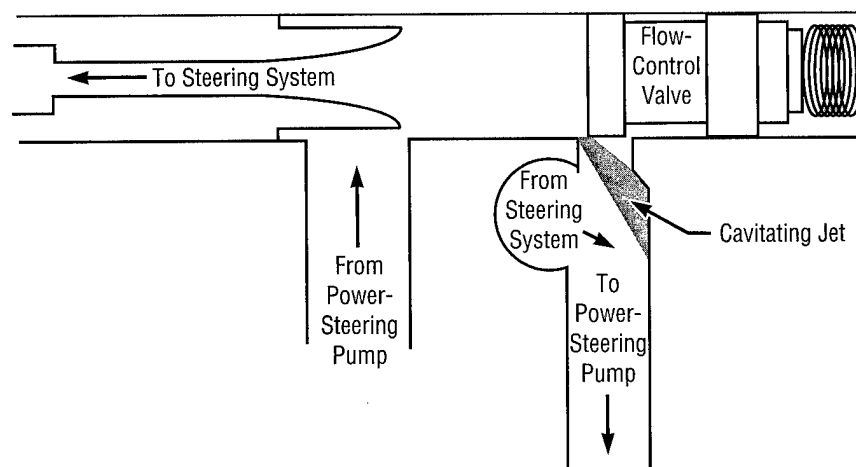 To Steering System
Flow-
Control
Valve
From
Steering
System
Cavitating Jet
From
Power-
Steering
Pump
To
Power-
Steering
Pump